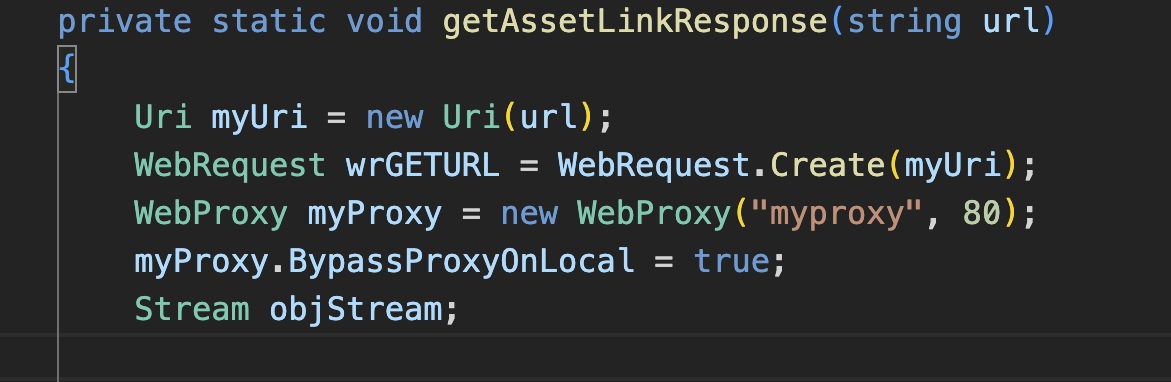 private static void getAssetLinkResponse(string url)
{
Uri myUri = new Uri(url);
WebRequest wrGETURL = WebRequest.Create(myUri);
WebProxy myProxy = new WebProxy("myproxy", 80);
myProxy.BypassProxyOnLocal = true;
Stream objStream;